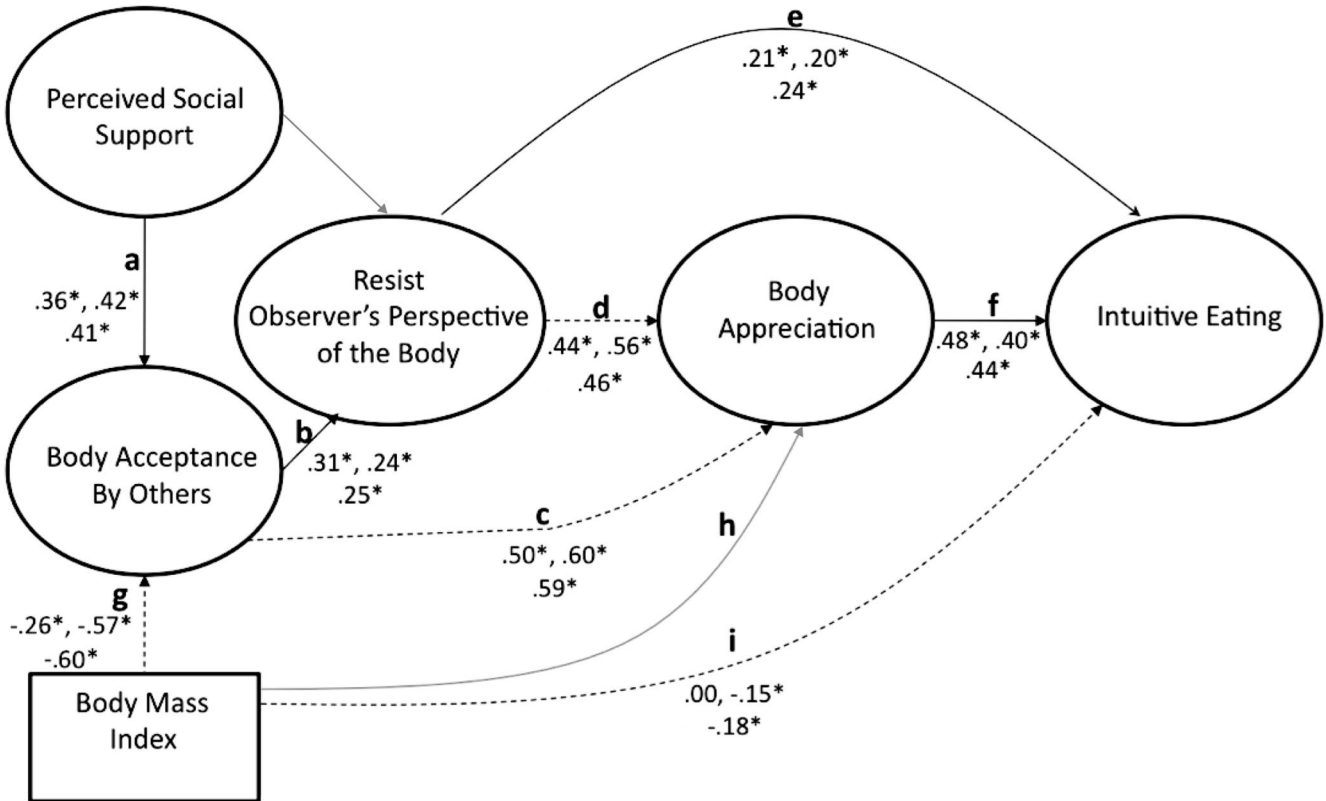 e
.21*, .20*
.24*
Perceived Social
Support
a
.36*, .42*
.41*
Resist
Observer’s Perspective
of the Body
d
.44*, .56*
.46*
Body
Appreciation
f
.48*, .40*
.44*
Intuitive Eating
Body Acceptance
By Others
b
.31*, .24*
.25*
c
.50*, .60*
.59*
h
g
-.26*, -.57*
-.60*
i
.00, -.15*
-.18*
Body Mass
Index